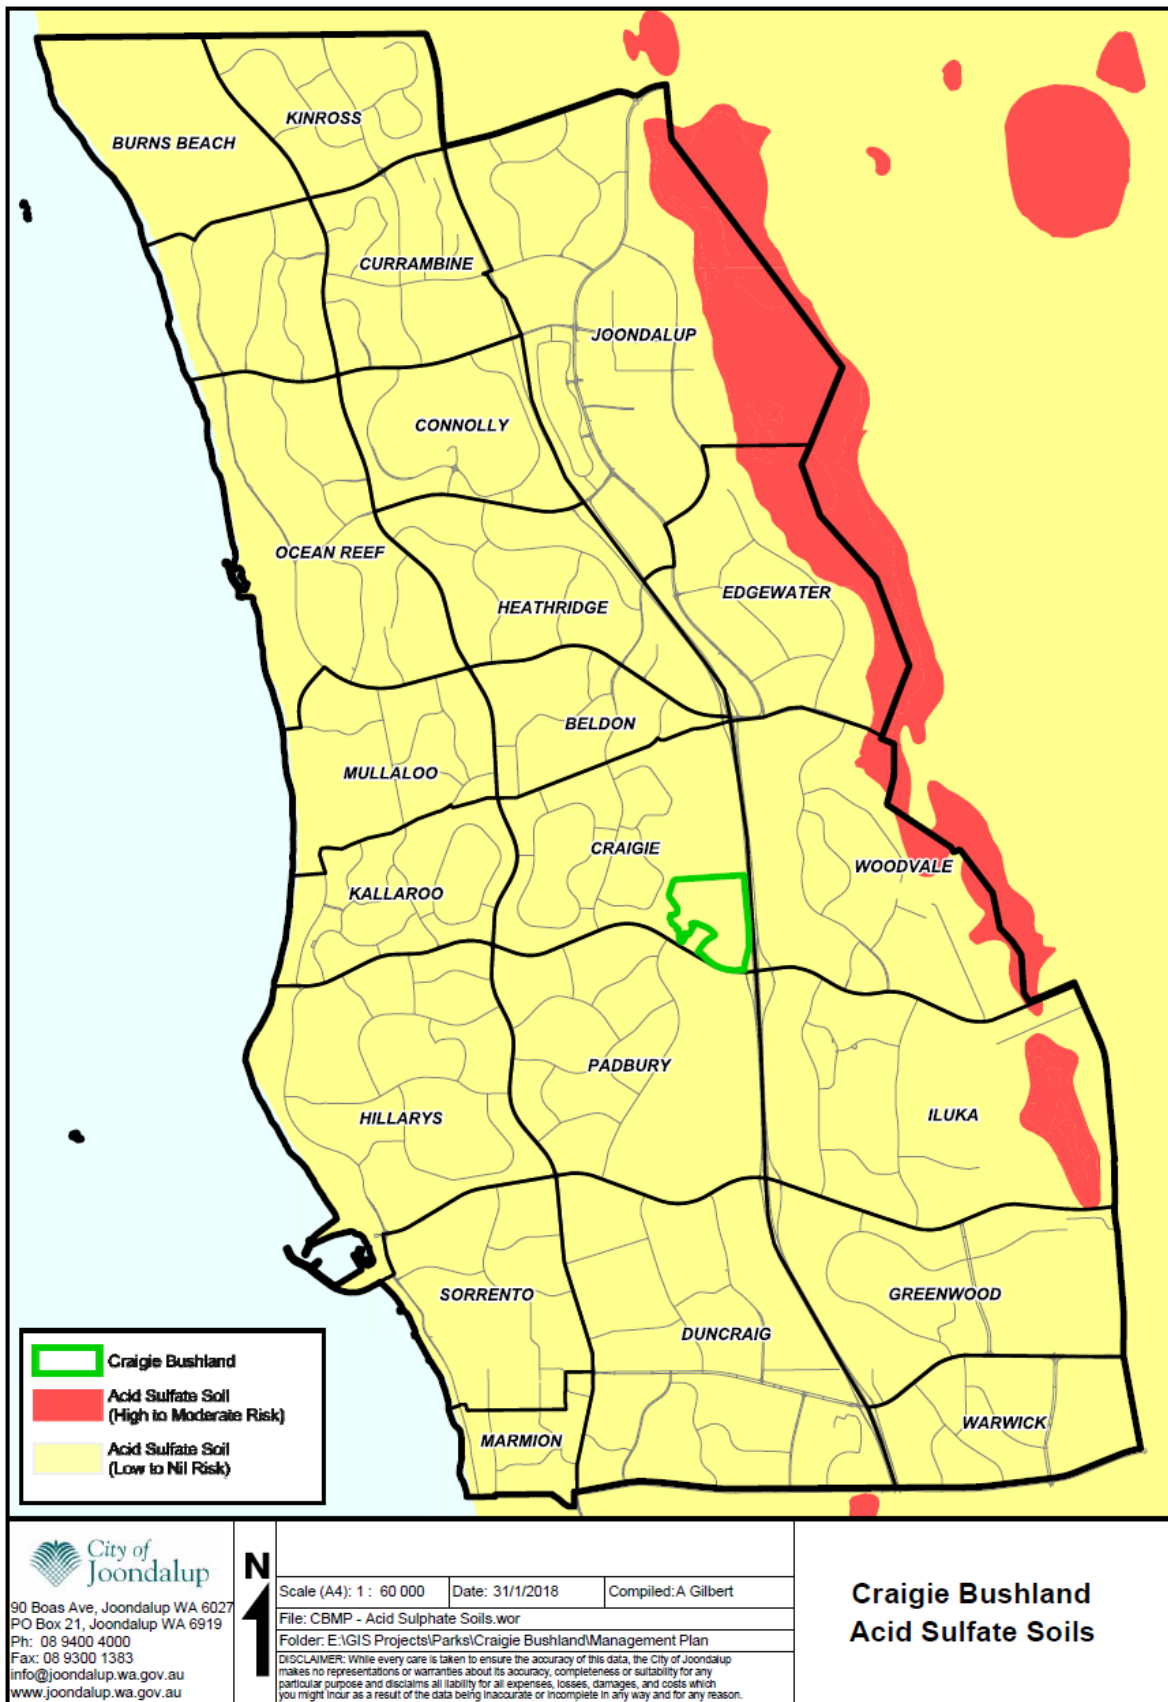 KINROSS
BURNS BEACH
CURRAMBINE
JOONDALUP
CONNOLLY
OCEAN REEF
EDGEWATER
HEATHRIDGE
BELDON
MULLALOO
CRAIGIE
WOODVALE
KALLAROO
PADBURY
HILLARYS
ILUKA
SORRENTO
GREENWOOD
DUNCRAIG
MARMION
WARWICK
Craigie Bushland
Acid Sulfate Soil
(High to Moderate Risk)
Acid Sulfate Soil
(Low to Nil Risk)
City of
Joondalup
90 Boas Ave, Joondalup WA 6027
PO Box 21, Joondalup WA 6919
Ph: 08 9400 4000
Fax: 08 9300 1383
info@joondalup.wa.gov.au
www.joondalup.wa.gov.au
N
Scale (A4): 1 : 60 000
Date: 31/1/2018
Compiled: A Gilbert
File: CBMP - Acid Sulphate Soils.wor
Folder: E:\GIS Projects\Parks\Craigie Bushland\Management Plan
DISCLAIMER: While every care is taken to ensure the accuracy of this data, the City of Joondalup
makes no representations or warranties about its accuracy, completeness or suitability for any
particular purpose and disclaims all liability for all expenses, losses, damages, and costs which
you might incur as a result of the data being inaccurate or incomplete in any way and for any reason.
Craigie Bushland
Acid Sulfate Soils